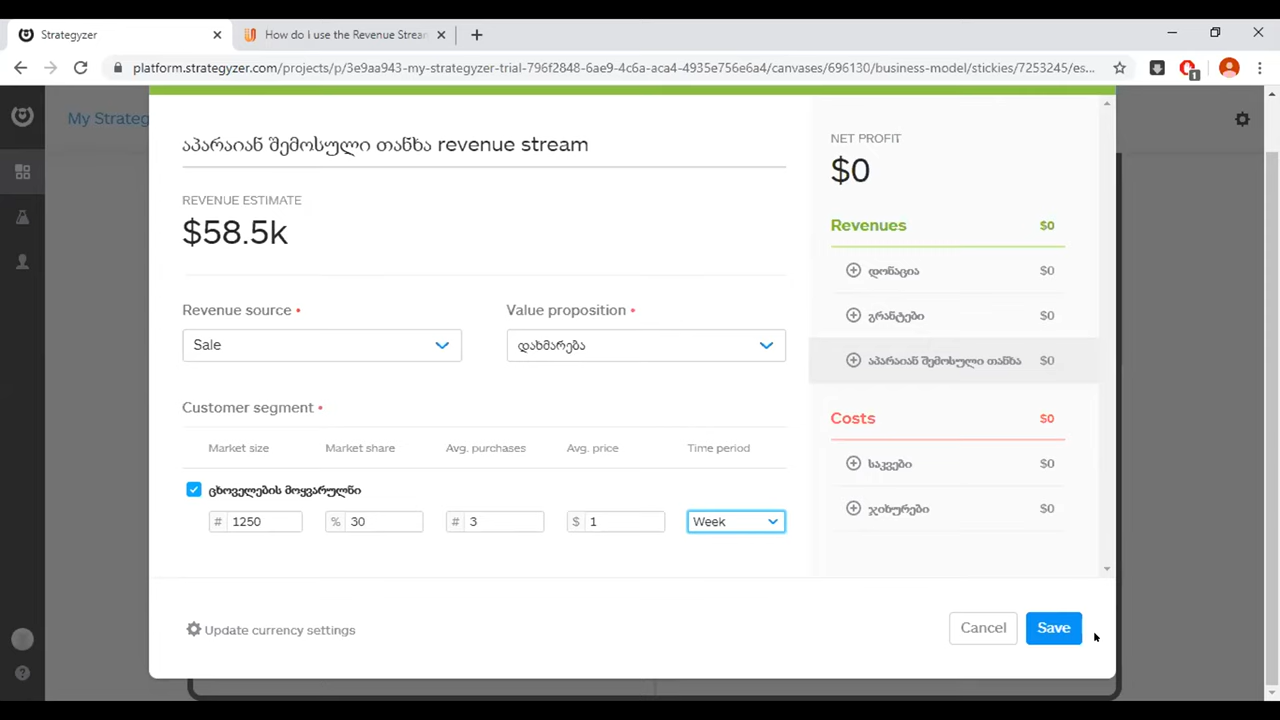 Strategyzer
How do I use the Revenue Strean
platform.strategyzer.com/projects/p/3e9aa943-my-strategyzer-trial-796f2848-6ae9-4c6a-aca4-4935e756e6a4/canvases/696130/business-model/stickies/7253245/es...
1
My Strateg
აპარაიან შემოსული თანხა revenue stream
REVENUE ESTIMATE
$58.5k
Revenue source •
Value proposition •
Sale
დახმარება
Customer segment •
Market size
Market share
Avg. purchases
Avg. price
Time period
ცხოველების მოყვარულნი
# 1250
% 30
# 3
$ 1
Week
NET PROFIT
$0
Revenues $0
დონაცია $0
გრანტები $0
აპარაიან შემოსული თანხა $0
Costs $0
საკვები $0
ჯიხურები $0
Update currency settings
Cancel
Save
?